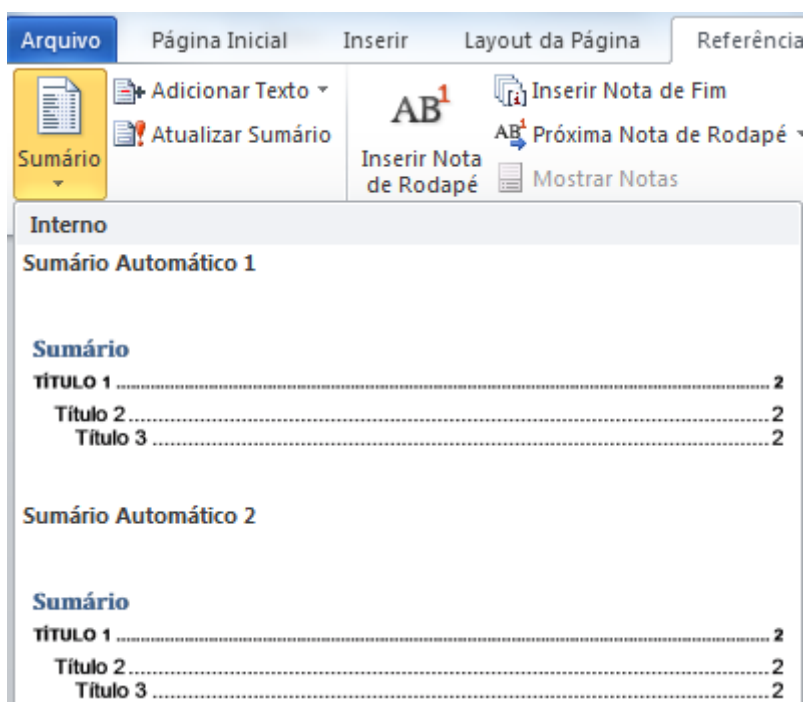 Arquivo Página Inicial Inserir Layout da Página Referência
Sumário
Adicionar Texto
Atualizar Sumário
AB1
Inserir Nota
de Rodapé
Inserir Nota de Fim
AB1 Próxima Nota de Rodapé
Mostrar Notas
Interno
Sumário Automático 1
Sumário
TÍTULO 1 2
Título 2 2
Título 3 2
Sumário Automático 2
Sumário
TÍTULO 1 2
Título 2 2
Título 3 2